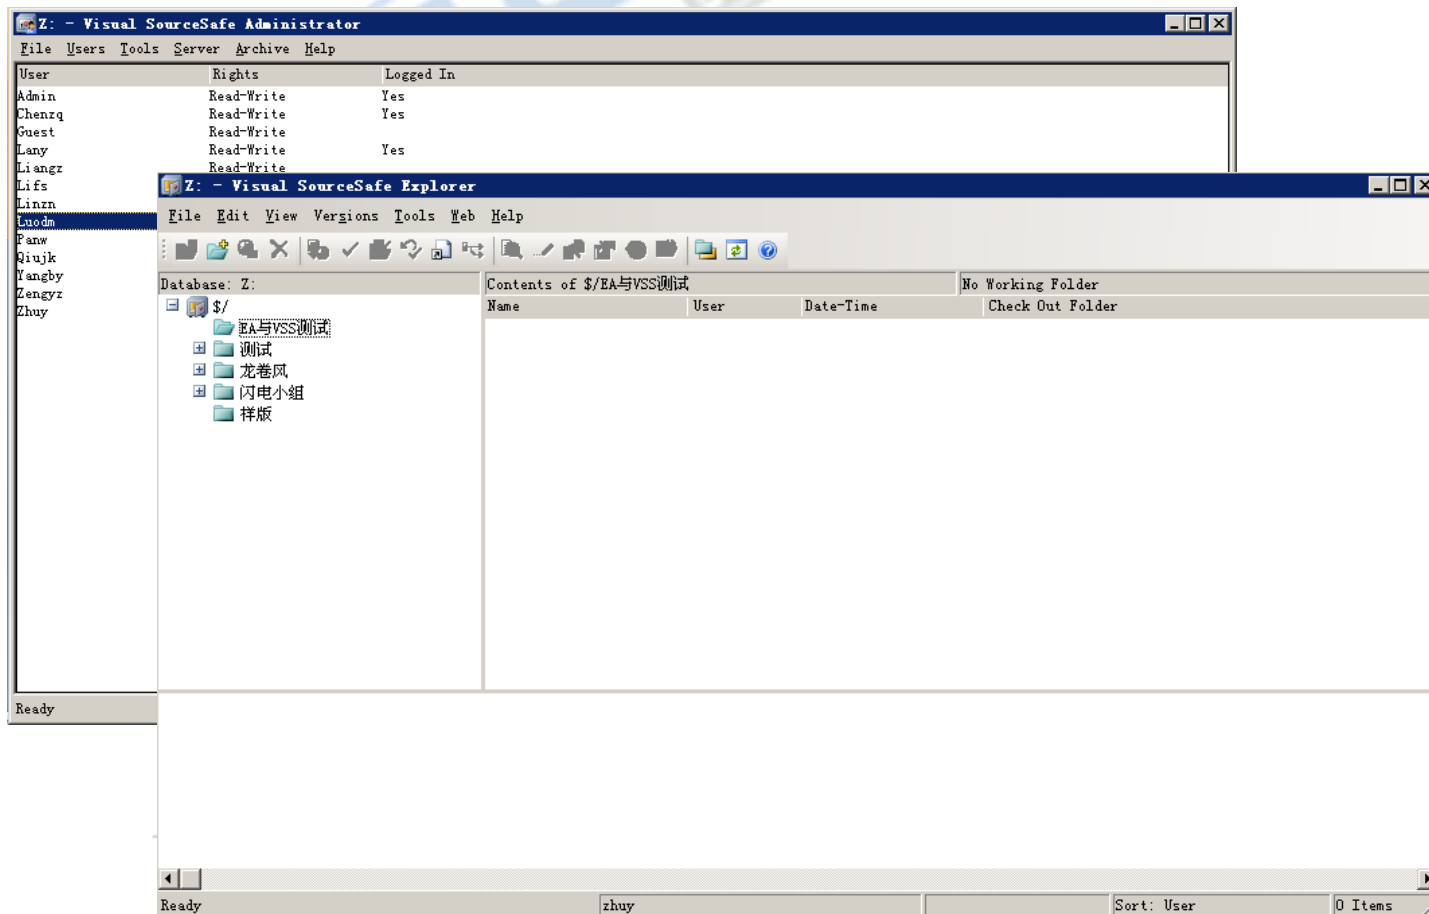 Z: - Visual SourceSafe Administrator
File Users Tools Server Archive Help
User Rights Logged In
Admin Read-Write Yes
Chenzq Read-Write Yes
Guest Read-Write
Lany Read-Write Yes
Liangz Read-Write
Lifs
Linzn
Luodm
Panw
Qiujk
Yangby
Zengyz
Zhuy
Ready
Z: - Visual SourceSafe Explorer
File Edit View Versions Tools Web Help
Database: Z: Contents of $/EA与VSS测试 No Working Folder
Name User Date-Time Check Out Folder
$/
EA与VSS测试
测试
龙卷风
闪电小组
样版
Ready zhuy Sort: User 0 Items